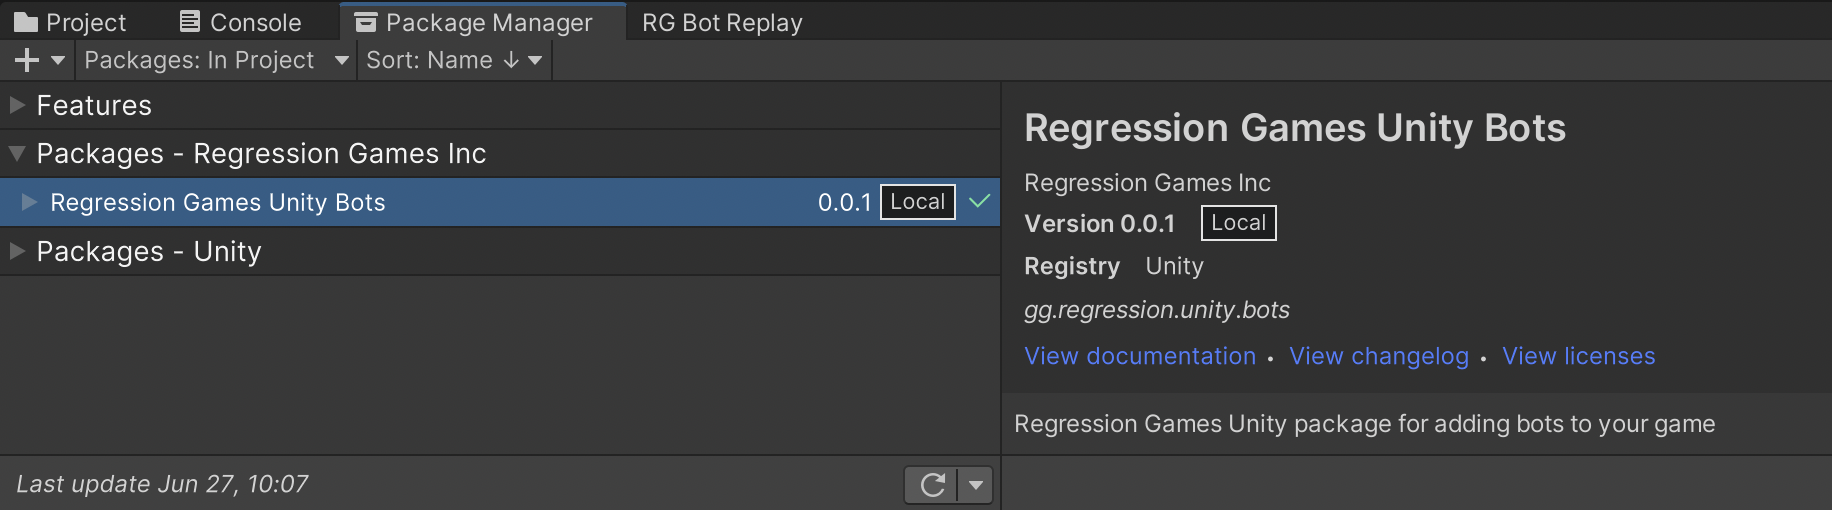 Project Console Package Manager RG Bot Replay
Packages: In Project Sort: Name ↓
Features
Packages - Regression Games Inc
Regression Games Unity Bots 0.0.1 Local
Packages - Unity
Last update Jun 27, 10:07
Regression Games Unity Bots
Regression Games Inc
Version 0.0.1 Local
Registry Unity
gg.regression.unity.bots
View documentation • View changelog • View licenses
Regression Games Unity package for adding bots to your game